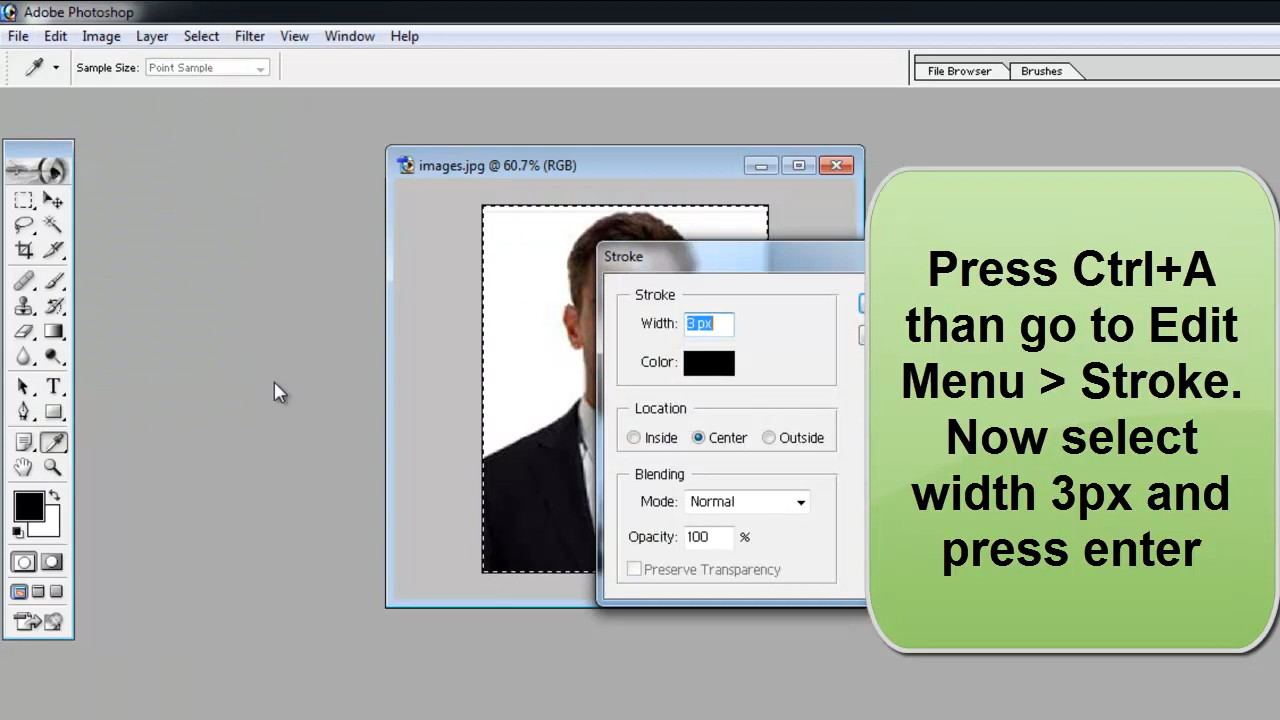 Adobe Photoshop
File Edit Image Layer Select Filter View Window Help
Sample Size: Point Sample
File Browser Brushes
images.jpg @ 60.7% (RGB)
Stroke
Stroke
Width: 3 px
Color:
Location
Inside Center Outside
Blending
Mode: Normal
Opacity: 100 %
Preserve Transparency
T
Press Ctrl+A
than go to Edit
Menu > Stroke.
Now select
width 3px and
press enter